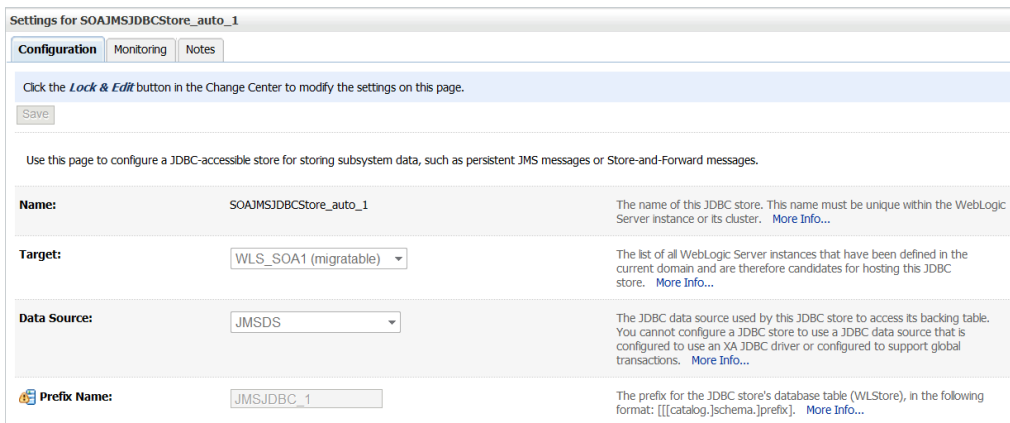 Settings for SOAJMSJDBCStore_auto_1
Configuration Monitoring Notes
Click the Lock & Edit button in the Change Center to modify the settings on this page.
Save
Use this page to configure a JDBC-accessible store for storing subsystem data, such as persistent JMS messages or Store-and-Forward messages.
Name: SOAJMSJDBCStore_auto_1 The name of this JDBC store. This name must be unique within the WebLogic
Server instance or its cluster. More Info...
Target: WLS_SOA1 (migratable) The list of all WebLogic Server instances that have been defined in the
current domain and are therefore candidates for hosting this JDBC
store. More Info...
Data Source: JMSDS The JDBC data source used by this JDBC store to access its backing table.
You cannot configure a JDBC store to use a JDBC data source that is
configured to use an XA JDBC driver or configured to support global
transactions. More Info...
Prefix Name: JMSJDBC_1 The prefix for the JDBC store's database table (WLStore), in the following
format: [[[catalog.]schema.]prefix]. More Info...